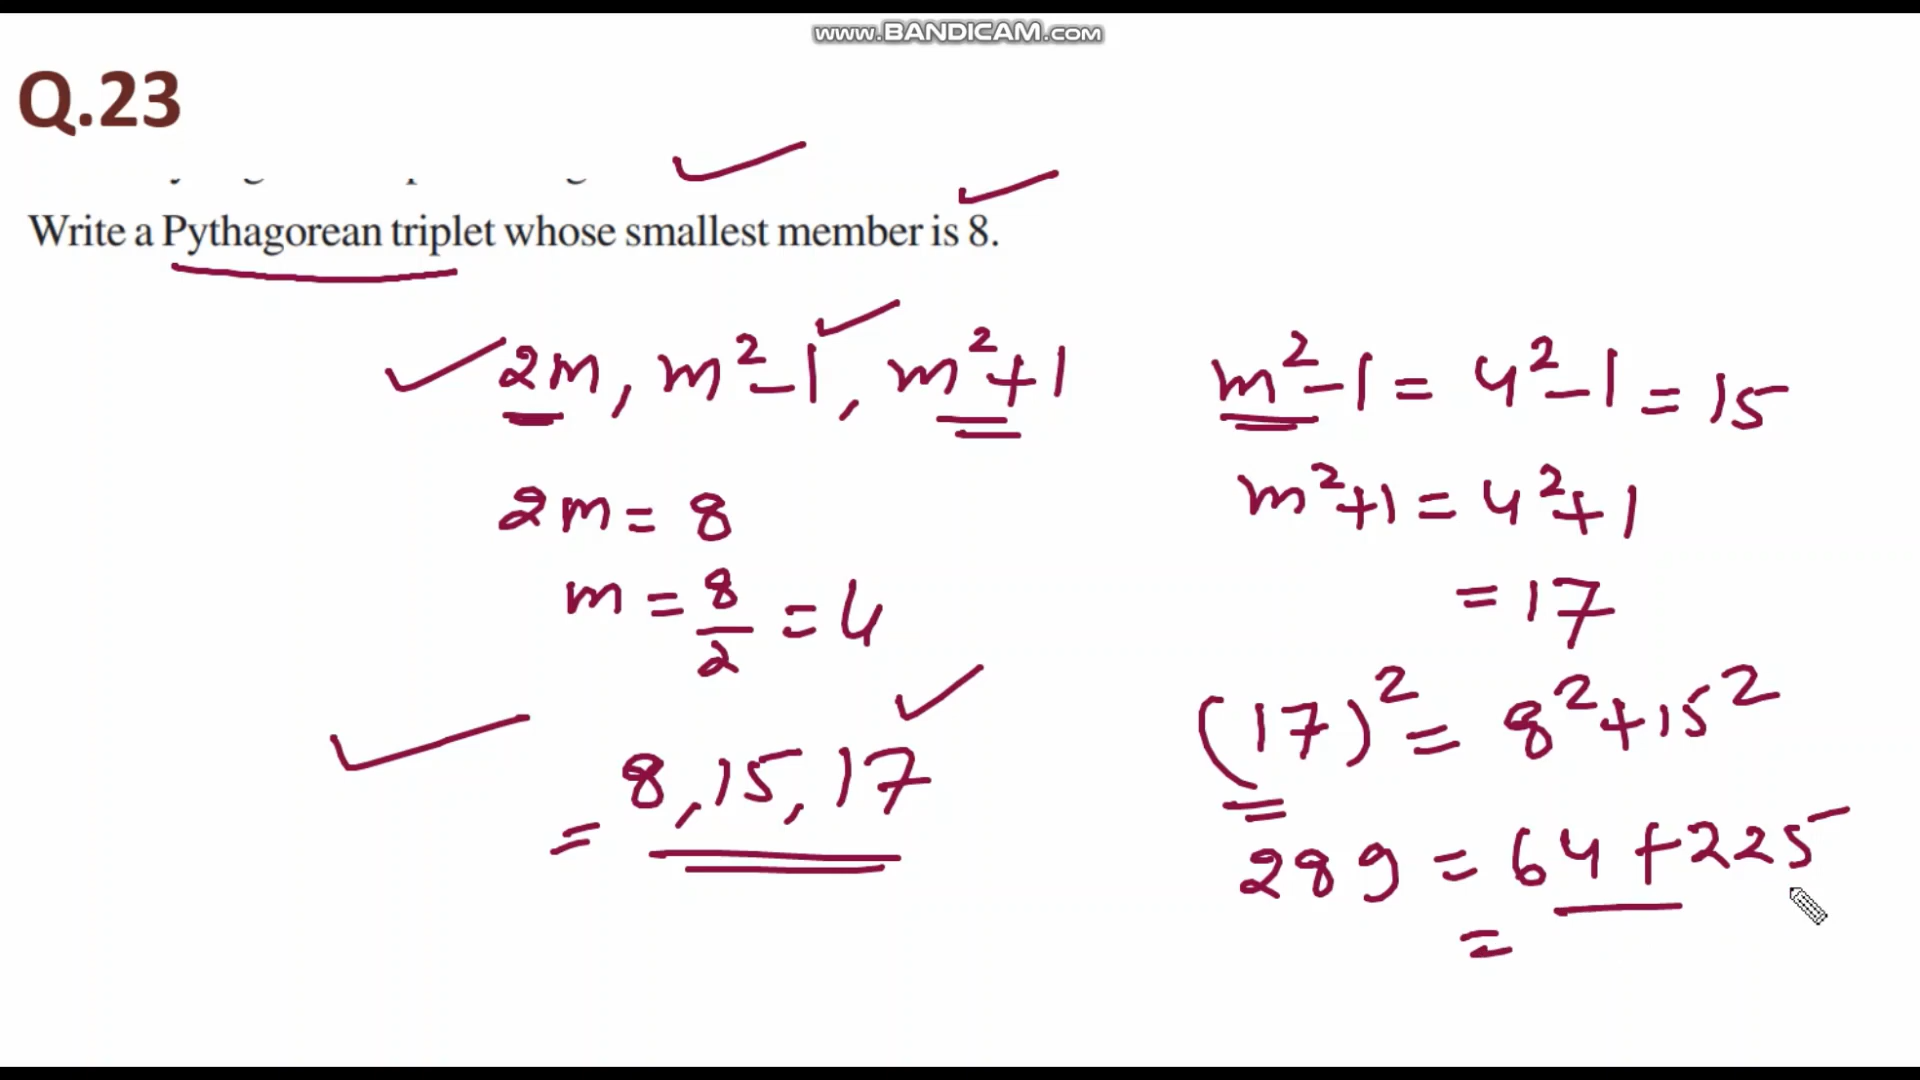 www.BANDICAM.com
Q.23
Write a Pythagorean triplet whose smallest member is 8.
2m, m²-1, m²+1
2m = 8
m = 8/2 = 4
= 8, 15, 17
m²-1 = 4²-1 = 15
m²+1 = 4²+1
= 17
(17)² = 8²+15²
289 = 64+225
=